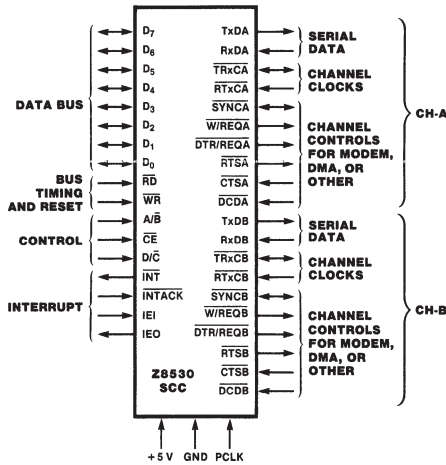 DATA BUS
BUS
TIMING
AND RESET
CONTROL
INTERRUPT
D7
D6
D5
D4
D3
D2
D1
D0
RD
WR
A/B
CE
D/C
INT
INTACK
IEI
IEO
TxDA
RxDA
TRxCA
RTxCA
SYNCA
W/REQA
DTR/REQA
RTSA
CTSA
DCDA
TxDB
RxDB
TRxCB
RTxCB
SYNCB
W/REQB
DTR/REQB
RTSB
CTSB
DCDB
Z8530
SCC
SERIAL
DATA
CHANNEL
CLOCKS
CHANNEL
CONTROLS
FOR MODEM,
DMA, OR
OTHER
CH-A
SERIAL
DATA
CHANNEL
CLOCKS
CHANNEL
CONTROLS
FOR MODEM,
DMA, OR
OTHER
CH-B
+5 V GND PCLK